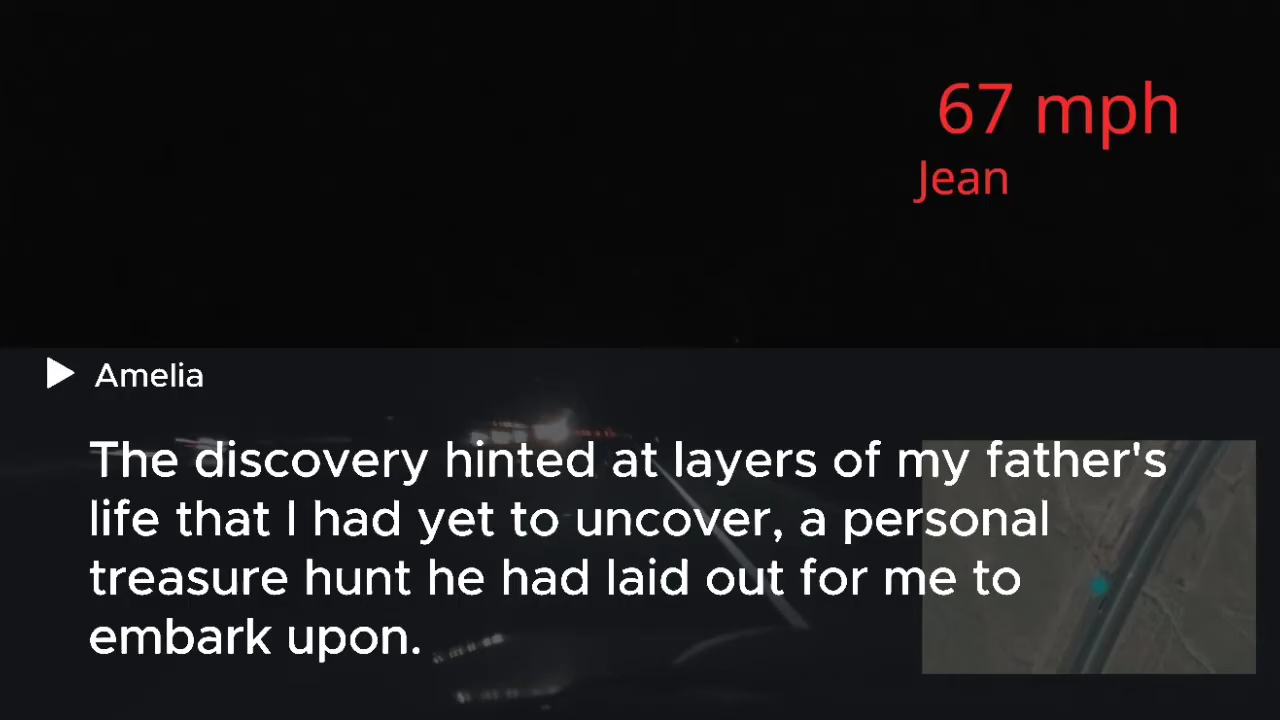 67 mph
Jean
Amelia
The discovery hinted at layers of my father's
life that I had yet to uncover, a personal
treasure hunt he had laid out for me to
embark upon.